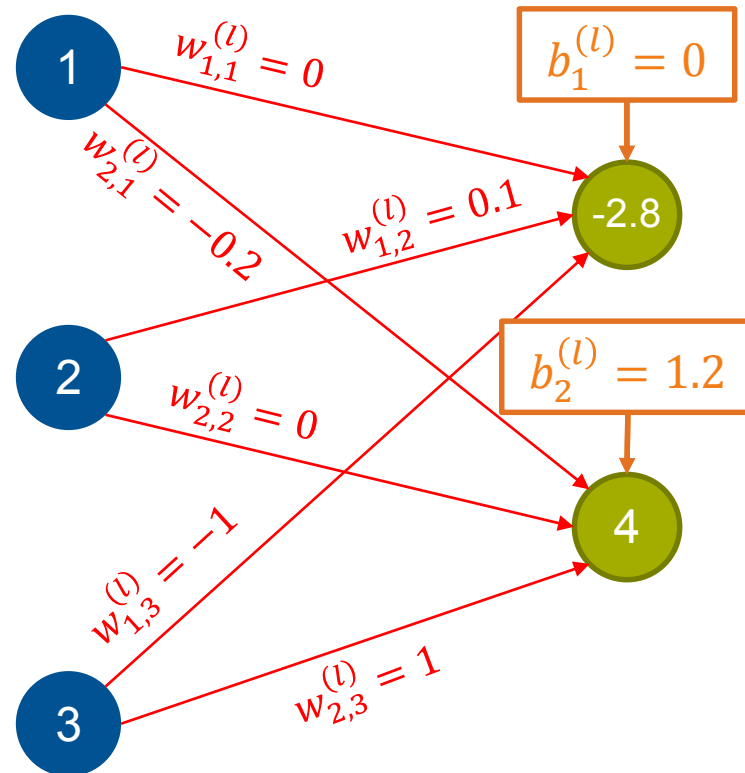 1
w_{1,1}^{(l)} = 0
b_1^{(l)} = 0
w_{2,1}^{(l)} = −0.2
w_{1,2}^{(l)} = 0.1
-2.8
2
w_{2,2}^{(l)} = 0
b_2^{(l)} = 1.2
4
w_{1,3}^{(l)} = −1
w_{2,3}^{(l)} = 1
3